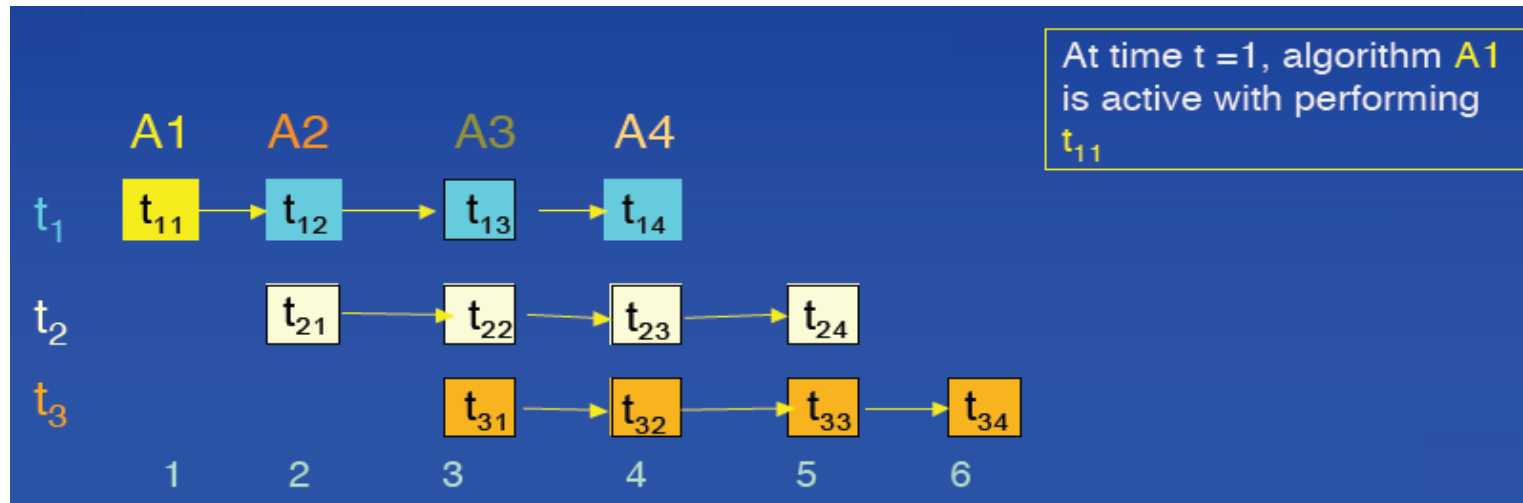 At time t =1, algorithm A1
is active with performing
t₁₁
A1 A2 A3 A4
t₁ t₁₁ t₁₂ t₁₃ t₁₄
t₂ t₂₁ t₂₂ t₂₃ t₂₄
t₃ t₃₁ t₃₂ t₃₃ t₃₄
1 2 3 4 5 6